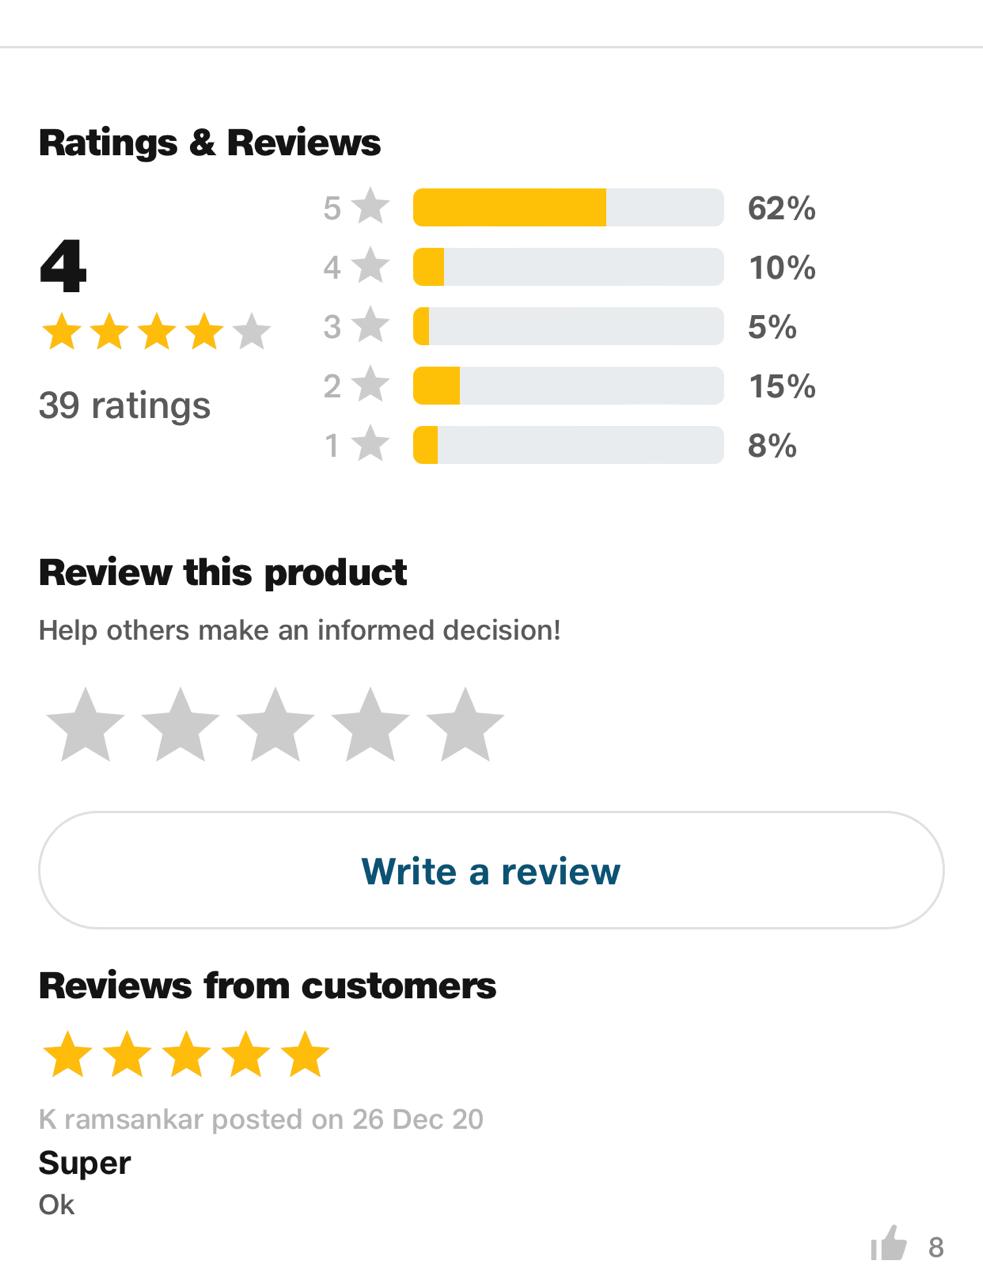 Ratings & Reviews
4
39 ratings
5 62%
4 10%
3 5%
2 15%
1 8%
Review this product
Help others make an informed decision!
Write a review
Reviews from customers
K ramsankar posted on 26 Dec 20
Super
Ok
8